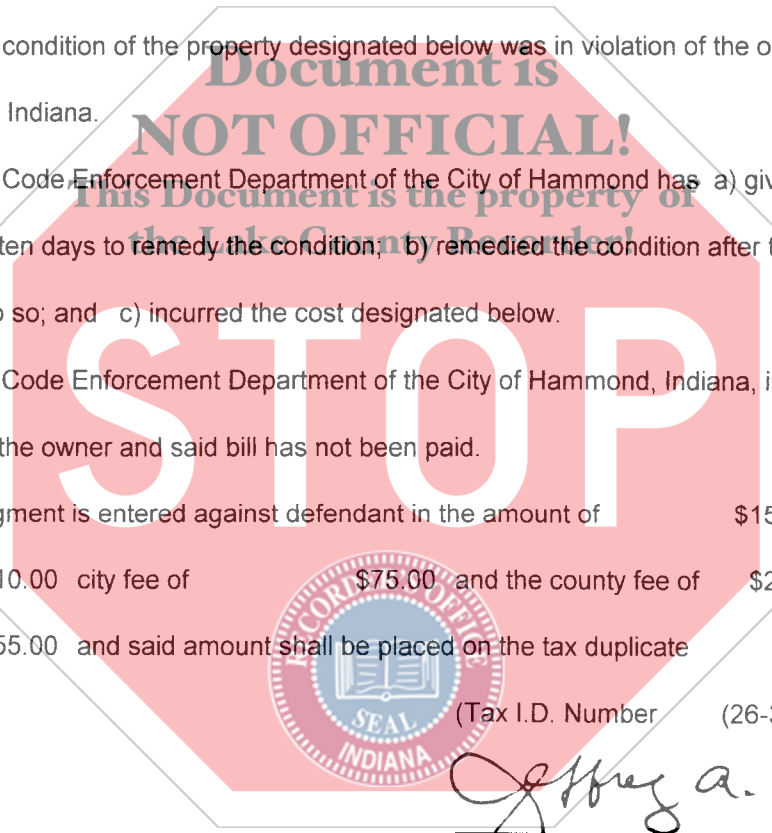 condition of the property designated below was in violation of the o
Document is
Indiana.
NOT OFFICIAL!
Code Enforcement Department of the City of Hammond has a) giv
This Document is the property of
ten days to remedy the condition; b) remedied the condition after t
the Lake County Recorder!
o so; and c) incurred the cost designated below.
STOP
Code Enforcement Department of the City of Hammond, Indiana, i
the owner and said bill has not been paid.
gment is entered against defendant in the amount of $15
10.00 city fee of $75.00 and the county fee of $2
55.00 and said amount shall be placed on the tax duplicate
RECORDER'S OFFICE
SEAL
INDIANA
(Tax I.D. Number (26-3
Jeffrey A.